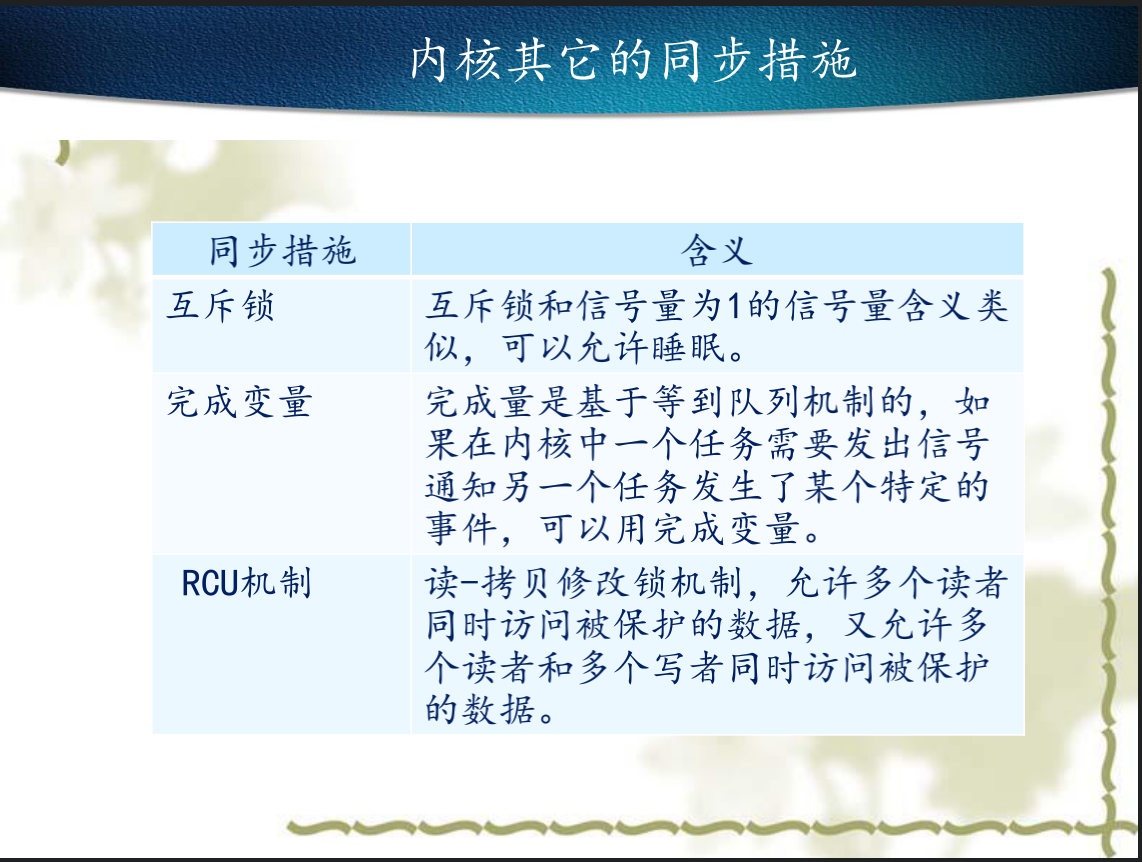 内核其它的同步措施
同步措施
含义
互斥锁
互斥锁和信号量为1的信号量含义类
似，可以允许睡眠。
完成变量
完成量是基于等到队列机制的，如
果在内核中一个任务需要发出信号
通知另一个任务发生了某个特定的
事件，可以用完成变量。
RCU机制
读-拷贝修改锁机制，允许多个读者
同时访问被保护的数据，又允许多
个读者和多个写者同时访问被保护
的数据。